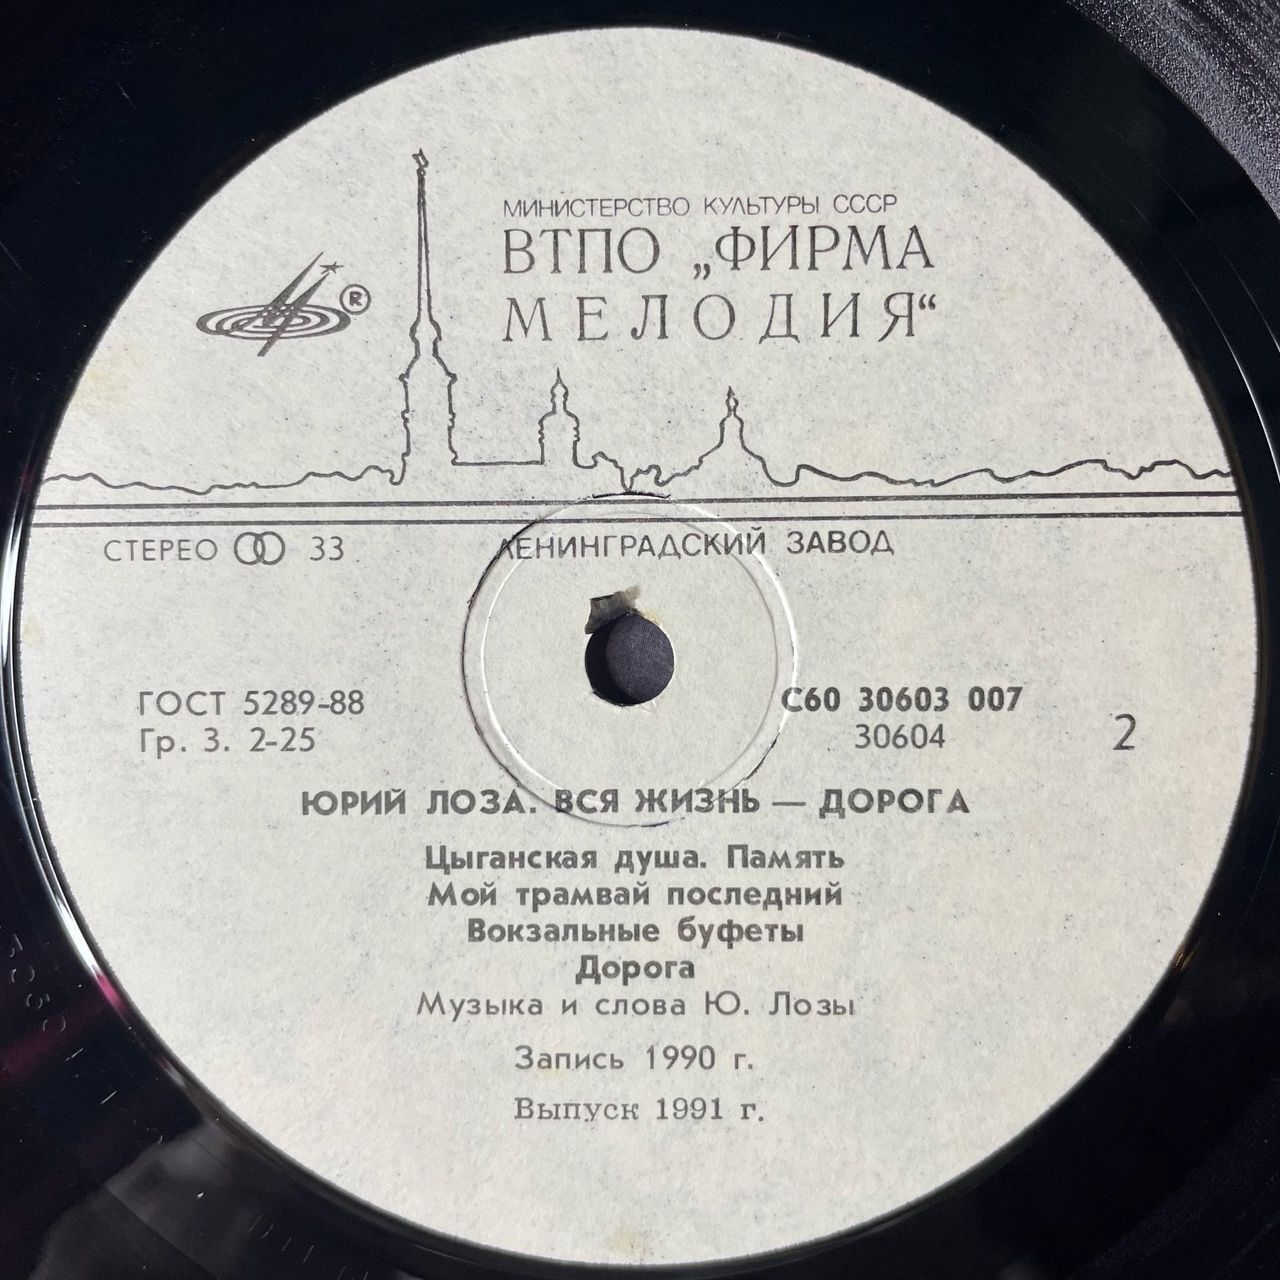 МИНИСТЕРСТВО КУЛЬТУРЫ СССР
ВТПО „ФИРМА
МЕЛОДИЯ“
®
СТЕРЕО 33
ЛЕНИНГРАДСКИЙ ЗАВОД
ГОСТ 5289-88
Гр. 3. 2-25
С60 30603 007
30604
2
ЮРИЙ ЛОЗА. ВСЯ ЖИЗНЬ — ДОРОГА
Цыганская душа. Память
Мой трамвай последний
Вокзальные буфеты
Дорога
Музыка и слова Ю. Лозы
Запись 1990 г.
Выпуск 1991 г.